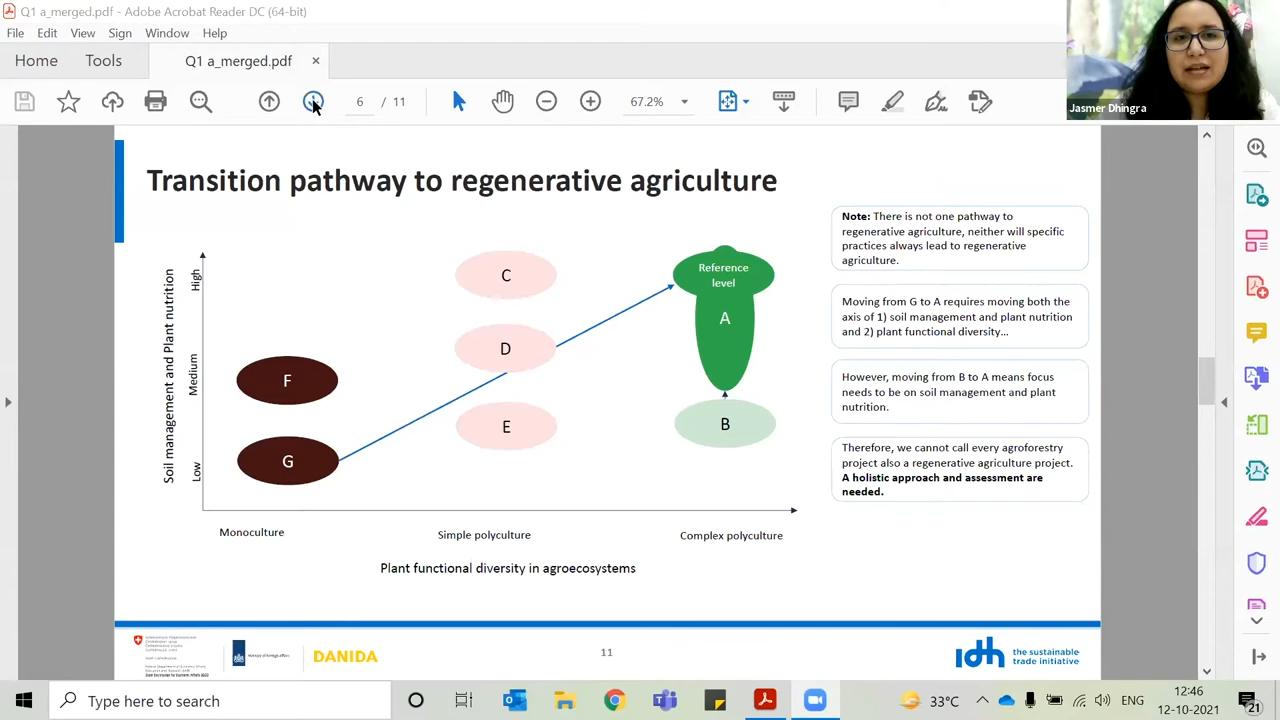 Q1 a_merged.pdf - Adobe Acrobat Reader DC (64-bit)
File Edit View Sign Window Help
Home Tools Q1 a_merged.pdf ×
6 / 11 67.2%
Jasmer Dhingra
Transition pathway to regenerative agriculture
Soil management and Plant nutrition
High
Medium
Low
C
D
E
F
G
Reference
level
A
B
Monoculture
Simple polyculture
Complex polyculture
Plant functional diversity in agroecosystems
Note: There is not one pathway to
regenerative agriculture, neither will specific
practices always lead to regenerative
agriculture.
Moving from G to A requires moving both the
axis of 1) soil management and plant nutrition
and 2) plant functional diversity…
However, moving from B to A means focus
needs to be on soil management and plant
nutrition.
Therefore, we cannot call every agroforestry
project also a regenerative agriculture project.
A holistic approach and assessment are
needed.
DANIDA
11
idh the sustainable
trade initiative
Type here to search
33°C
ENG
12:46
12-10-2021
21